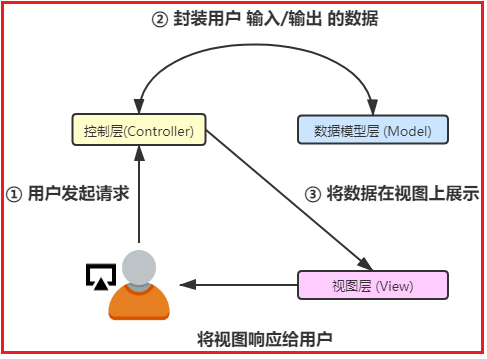 ② 封装用户 输入/输出 的数据
控制层(Controller)
数据模型层 (Model)
① 用户发起请求
③ 将数据在视图上展示
视图层 (View)
将视图响应给用户